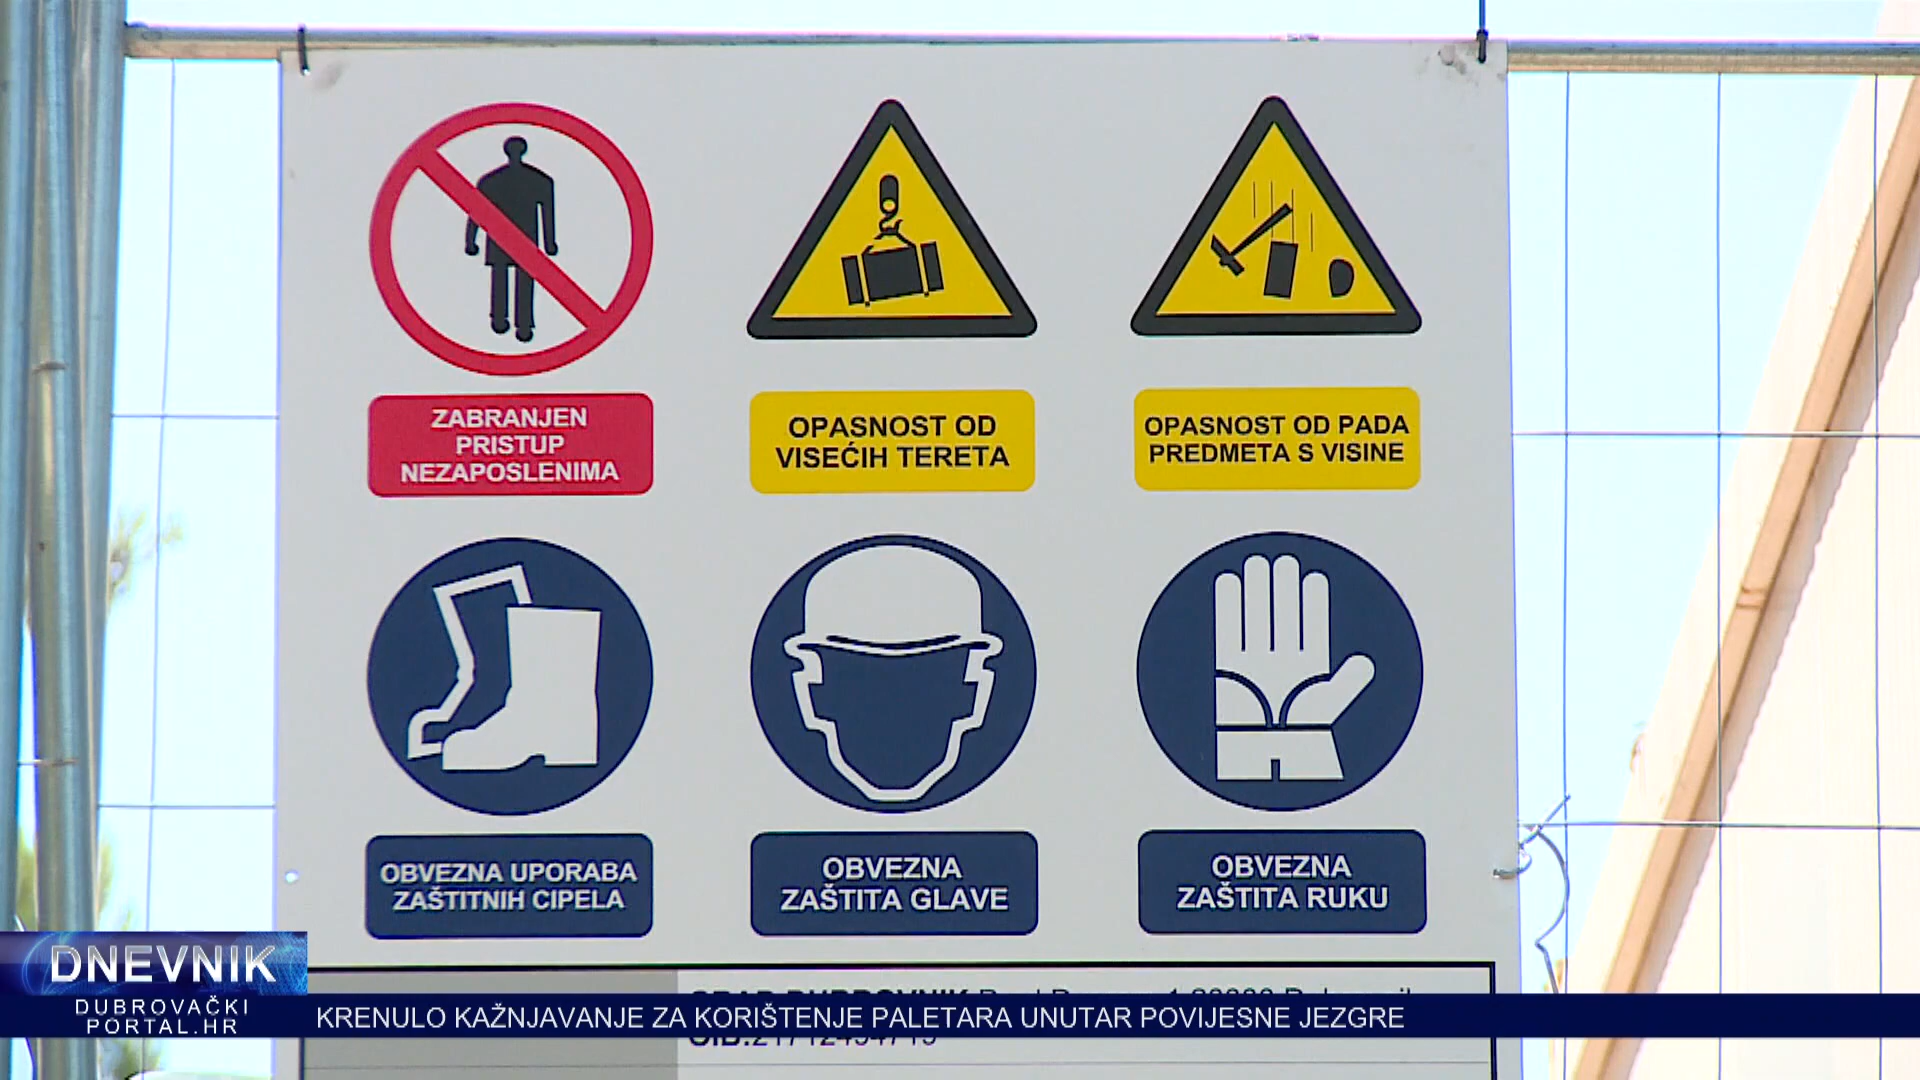 ZABRANJEN
PRISTUP
NEZAPOSLENIMA
OPASNOST OD
VISEĆIH TERETA
OPASNOST OD PADA
PREDMETA S VISINE
OBVEZNA UPORABA
ZAŠTITNIH CIPELA
OBVEZNA
ZAŠTITA GLAVE
OBVEZNA
ZAŠTITA RUKU
DNEVNIK
DUBROVAČKI
PORTAL.HR
KRENULO KAŽNJAVANJE ZA KORIŠTENJE PALETARA UNUTAR POVIJESNE JEZGRE